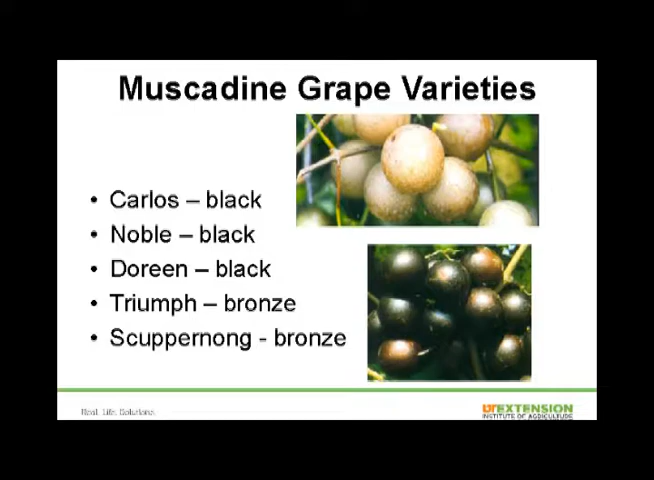 Muscadine Grape Varieties
• Carlos – black
• Noble – black
• Doreen – black
• Triumph – bronze
• Scuppernong - bronze
Real. Life. Solutions.
UTEXTENSION
INSTITUTE OF AGRICULTURE